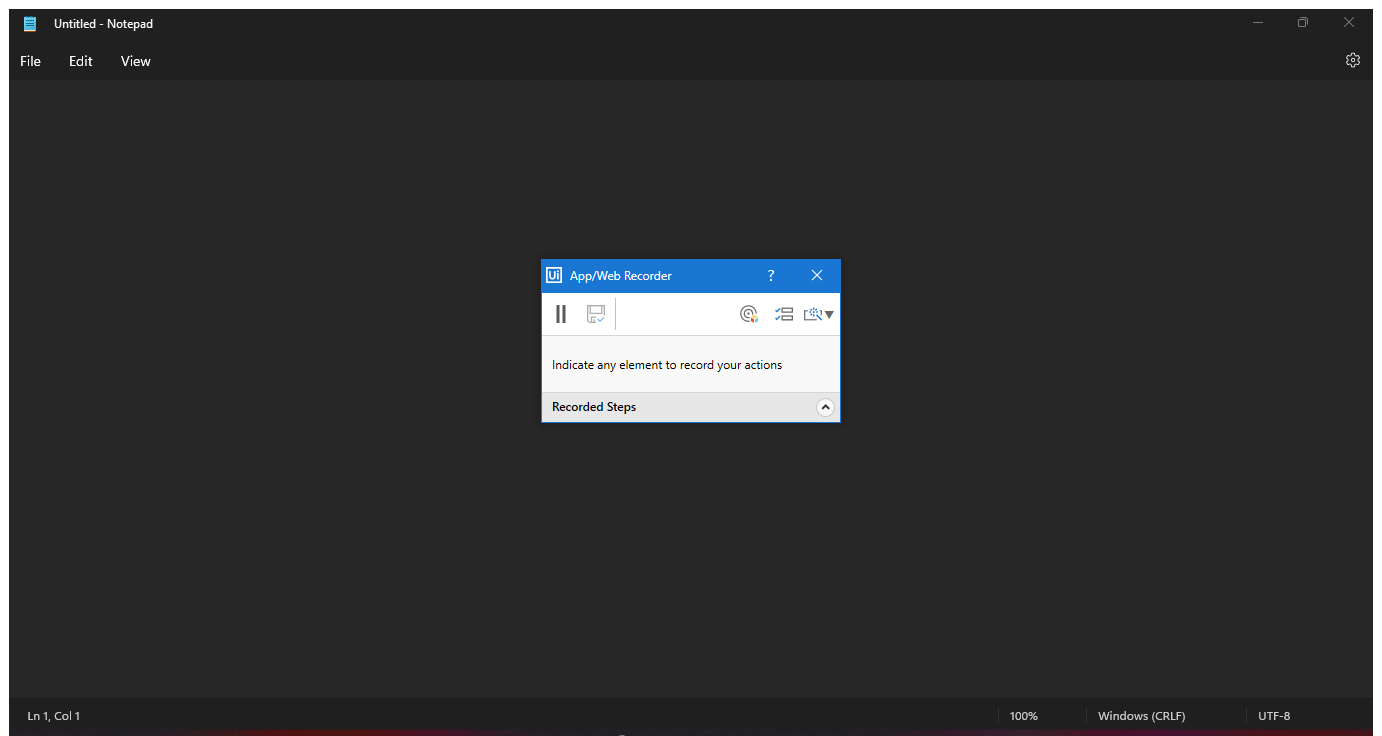 Untitled - Notepad
File Edit View
Ui App/Web Recorder ?
Indicate any element to record your actions
Recorded Steps
Ln 1, Col 1 100% Windows (CRLF) UTF-8